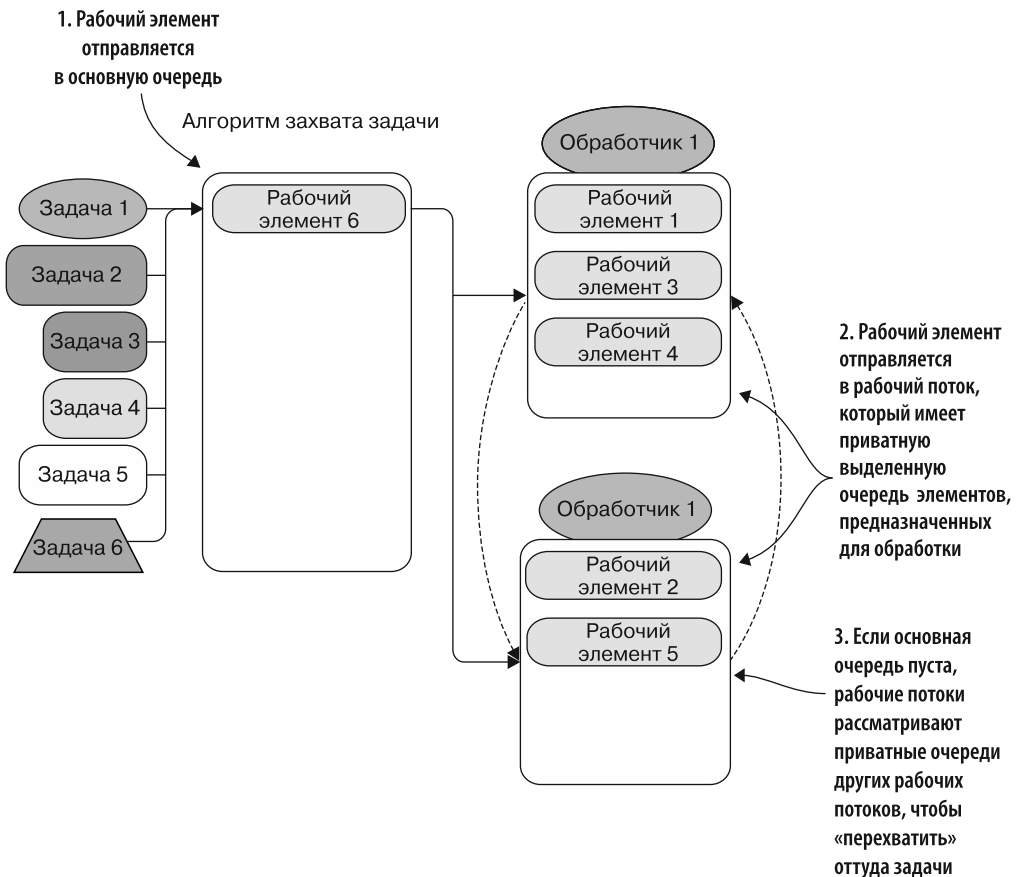 1. Рабочий элемент
отправляется
в основную очередь
Алгоритм захвата задачи
Задача 1
Задача 2
Задача 3
Задача 4
Задача 5
Задача 6
Рабочий
элемент 6
Обработчик 1
Рабочий
элемент 1
Рабочий
элемент 3
Рабочий
элемент 4
Обработчик 1
Рабочий
элемент 2
Рабочий
элемент 5
2. Рабочий элемент
отправляется
в рабочий поток,
который имеет
приватную
выделенную
очередь элементов,
предназначенных
для обработки
3. Если основная
очередь пуста,
рабочие потоки
рассматривают
приватные очереди
других рабочих
потоков, чтобы
«перехватить»
оттуда задачи